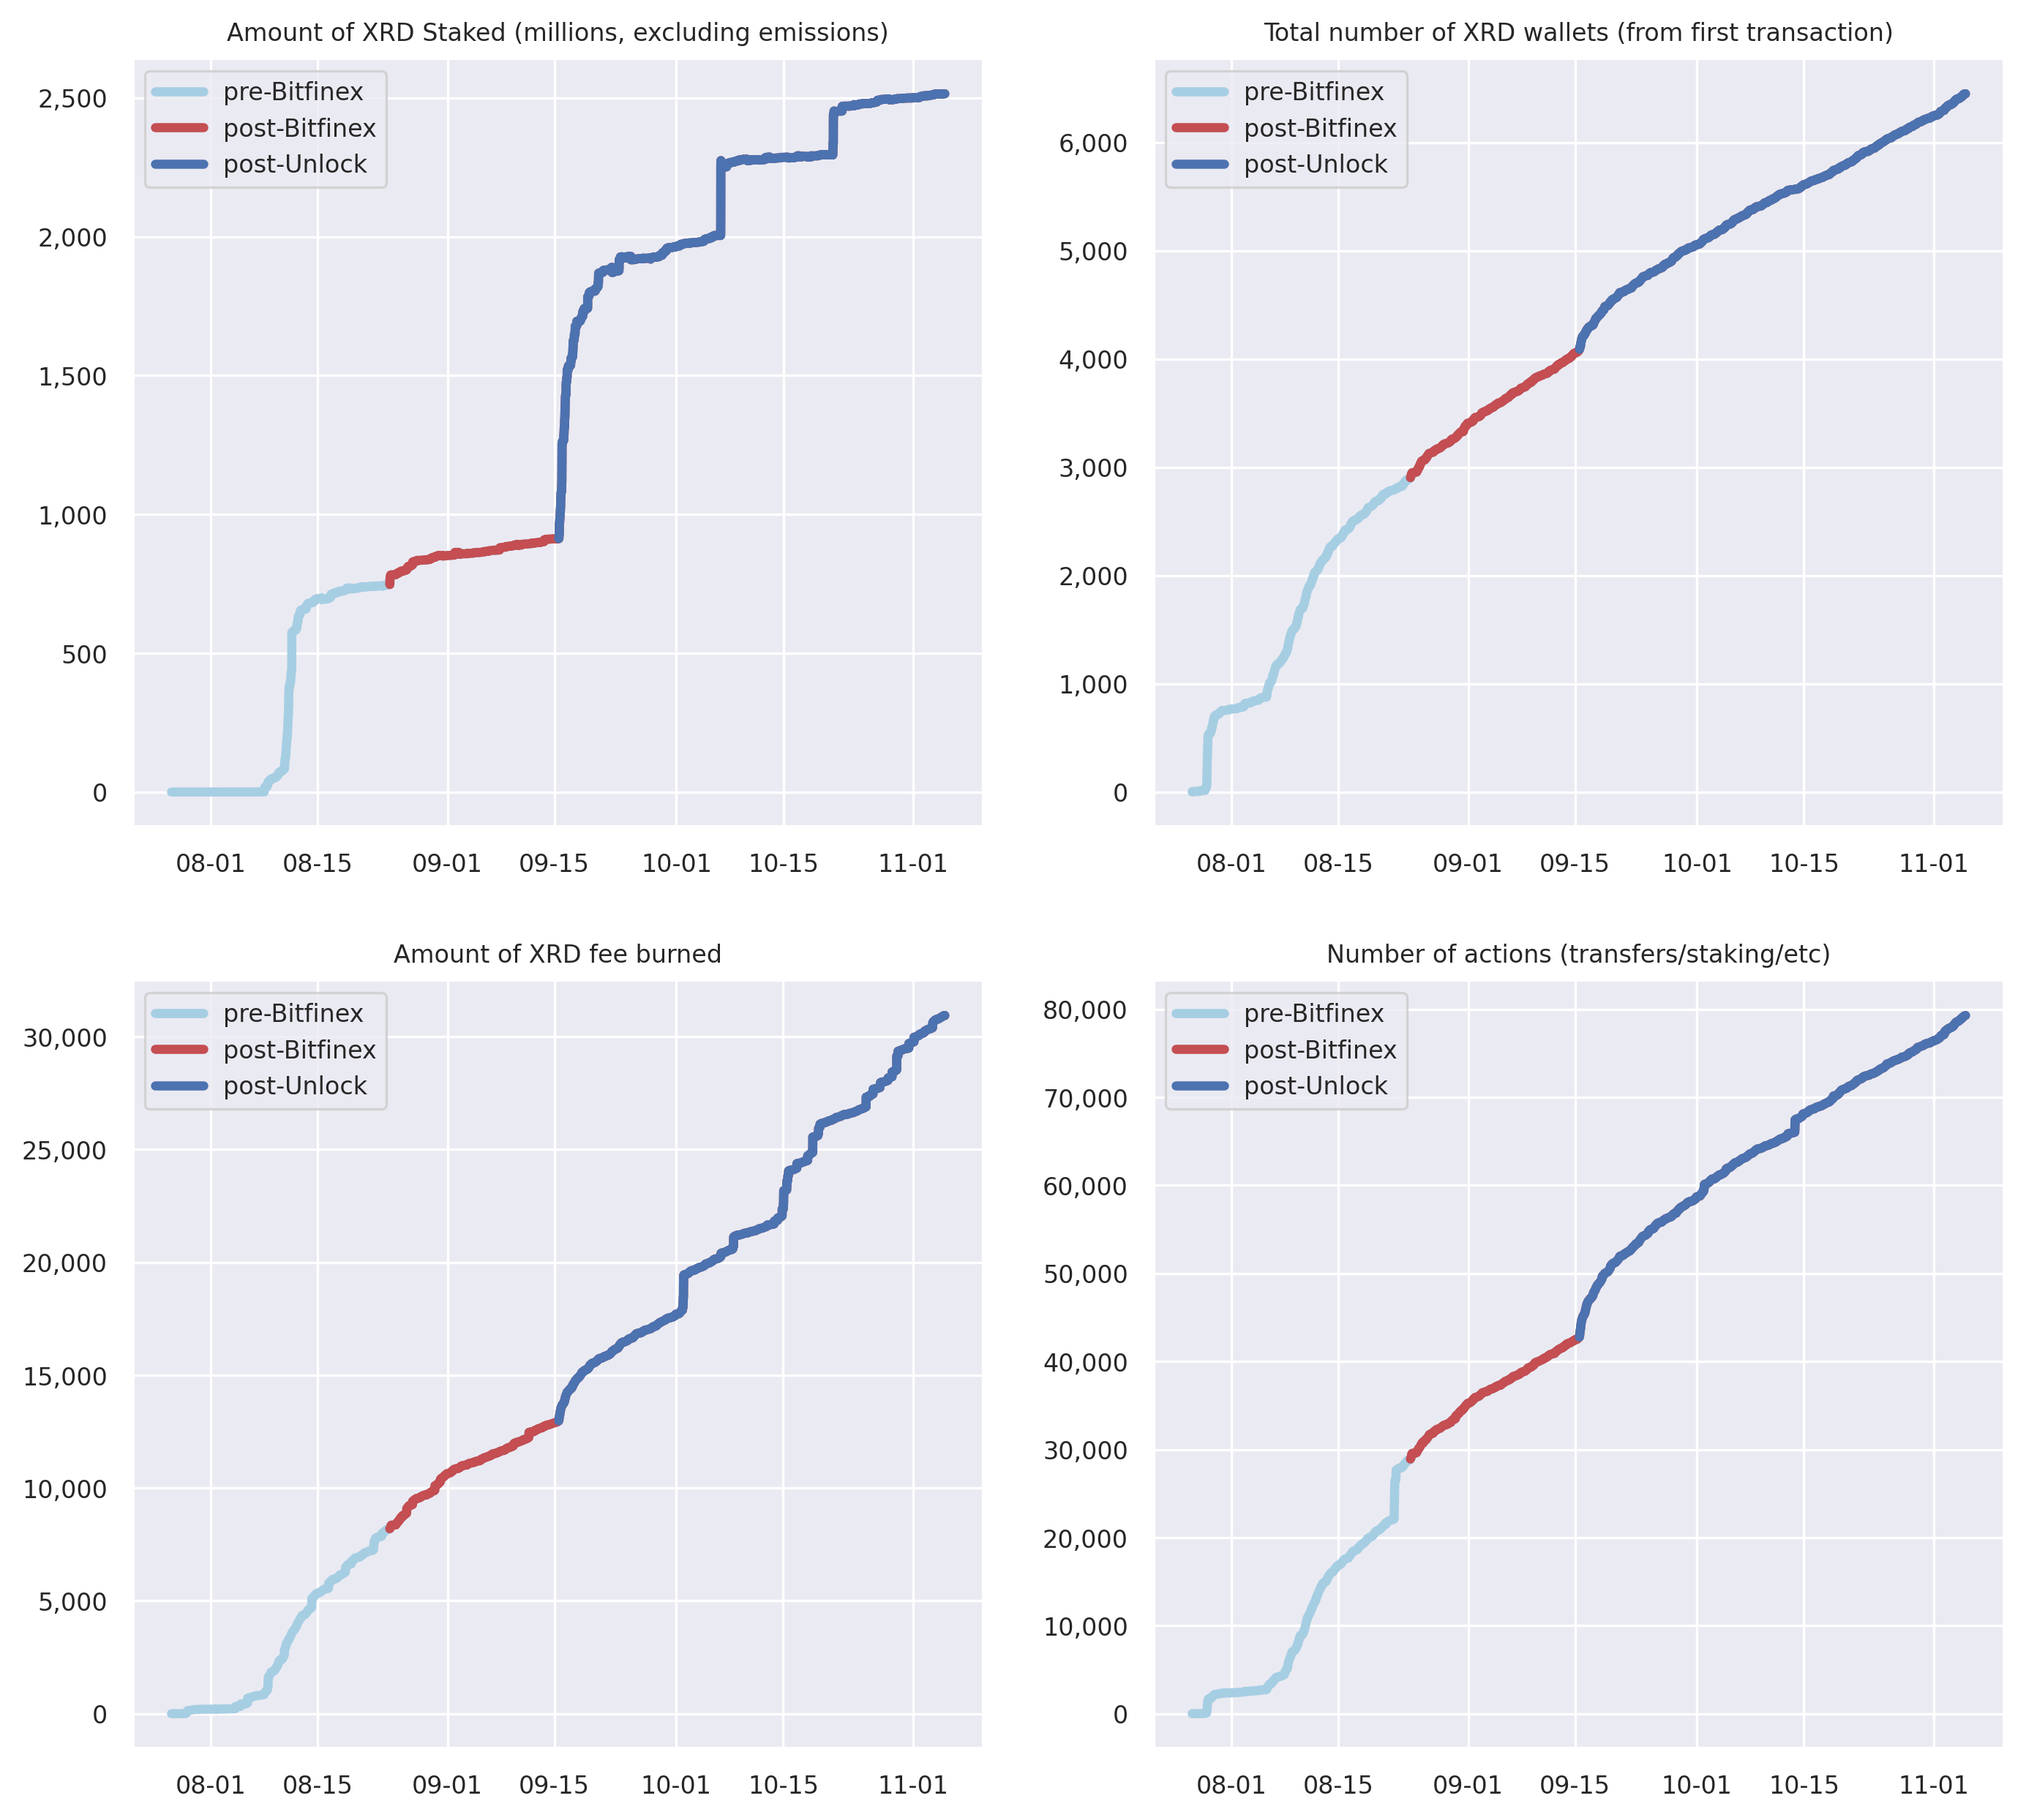 Amount of XRD Staked (millions, excluding emissions)
pre-Bitfinex
post-Bitfinex
post-Unlock
2,500
2,000
1,500
1,000
500
0
08-01 08-15 09-01 09-15 10-01 10-15 11-01
Total number of XRD wallets (from first transaction)
pre-Bitfinex
post-Bitfinex
post-Unlock
6,000
5,000
4,000
3,000
2,000
1,000
0
08-01 08-15 09-01 09-15 10-01 10-15 11-01
Amount of XRD fee burned
pre-Bitfinex
post-Bitfinex
post-Unlock
30,000
25,000
20,000
15,000
10,000
5,000
0
08-01 08-15 09-01 09-15 10-01 10-15 11-01
Number of actions (transfers/staking/etc)
pre-Bitfinex
post-Bitfinex
post-Unlock
80,000
70,000
60,000
50,000
40,000
30,000
20,000
10,000
0
08-01 08-15 09-01 09-15 10-01 10-15 11-01